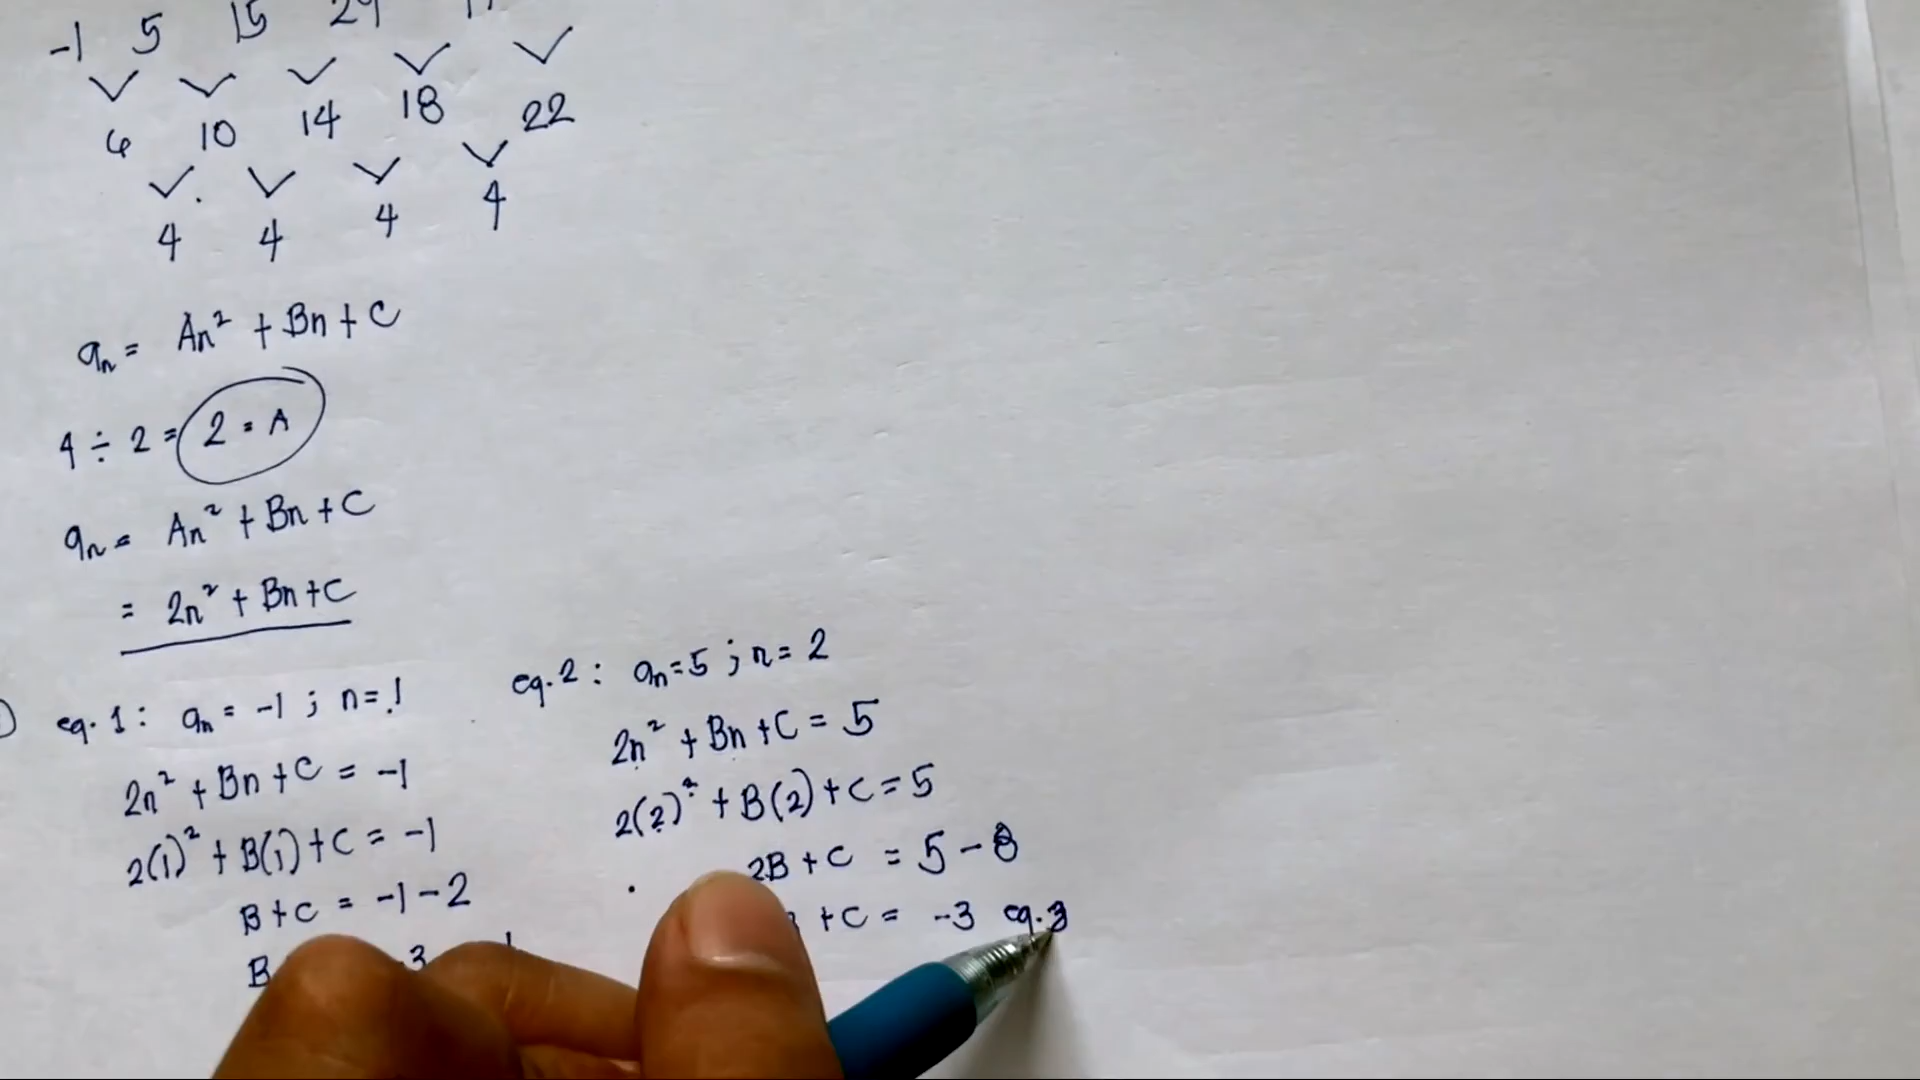 -1 5 15 29
6 10 14 18 22
4 4 4 4
an = An² + Bn + C
4 ÷ 2 = 2 = A
an = An² + Bn + C
= 2n² + Bn + C
eq. 1: an = -1 ; n = 1
2n² + Bn + C = -1
2(1)² + B(1) + C = -1
B + C = -1 - 2
B 3
eq. 2: an = 5 ; n = 2
2n² + Bn + C = 5
2(2)² + B(2) + C = 5
2B + C = 5 - 8
+ C = -3 eq. 3